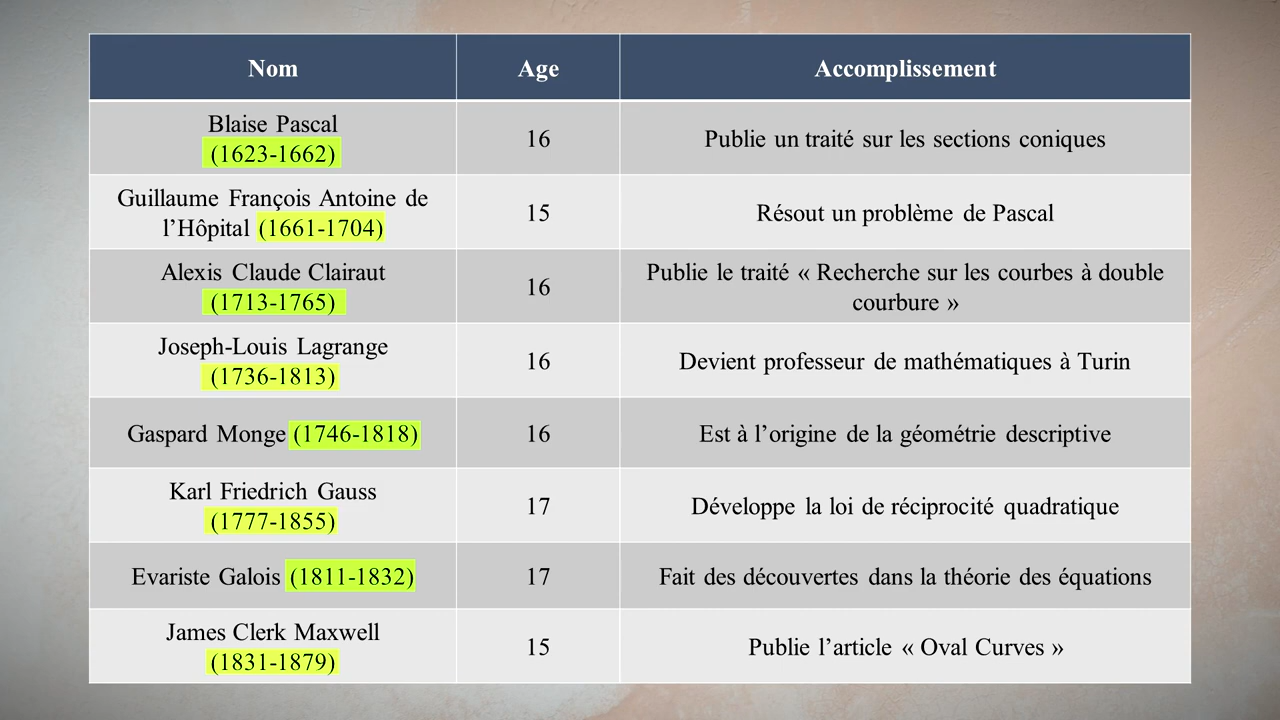 Nom Age Accomplissement
Blaise Pascal
(1623-1662)
16
Publie un traité sur les sections coniques
Guillaume François Antoine de
l’Hôpital (1661-1704)
15
Résout un problème de Pascal
Alexis Claude Clairaut
(1713-1765)
16
Publie le traité « Recherche sur les courbes à double
courbure »
Joseph-Louis Lagrange
(1736-1813)
16
Devient professeur de mathématiques à Turin
Gaspard Monge (1746-1818)
16
Est à l’origine de la géométrie descriptive
Karl Friedrich Gauss
(1777-1855)
17
Développe la loi de réciprocité quadratique
Evariste Galois (1811-1832)
17
Fait des découvertes dans la théorie des équations
James Clerk Maxwell
(1831-1879)
15
Publie l’article « Oval Curves »